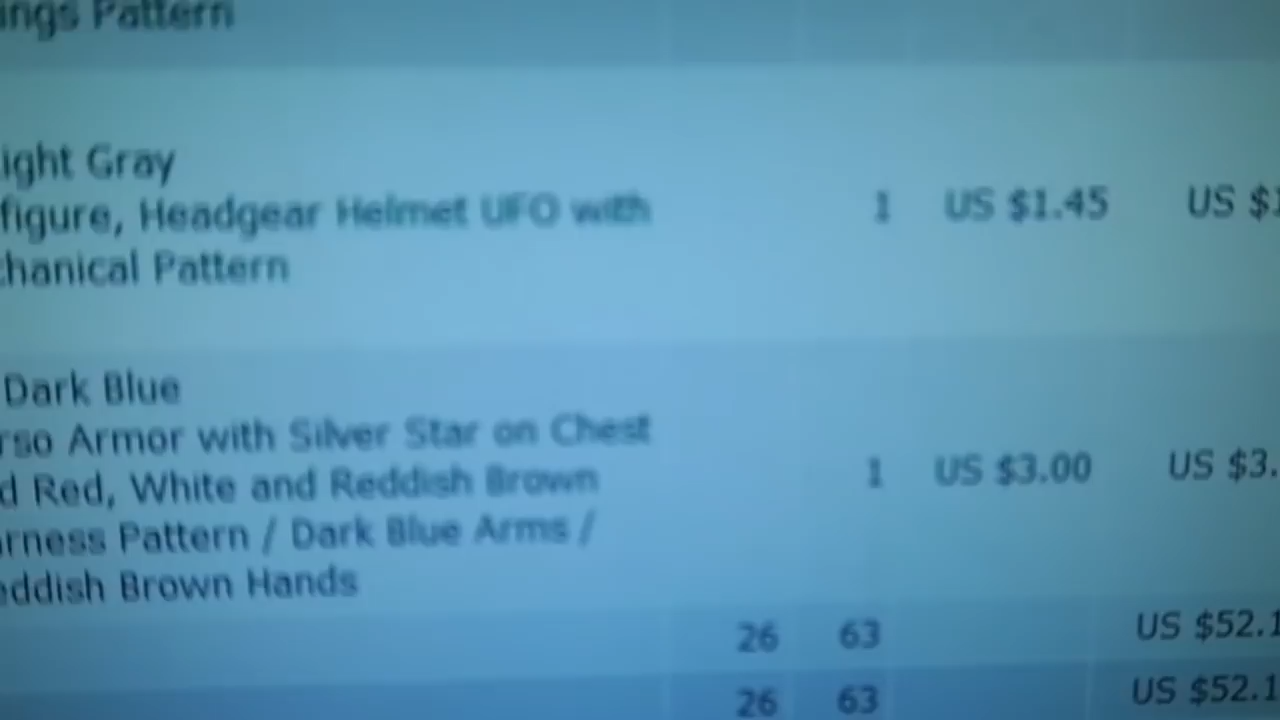 ings Pattern
ight Gray
figure, Headgear Helmet UFO with
chanical Pattern
1 US $1.45 US $1
Dark Blue
rso Armor with Silver Star on Chest
d Red, White and Reddish Brown
1 US $3.00 US $3.
arness Pattern / Dark Blue Arms /
eddish Brown Hands
26 63 US $52.1
26 63 US $52.1